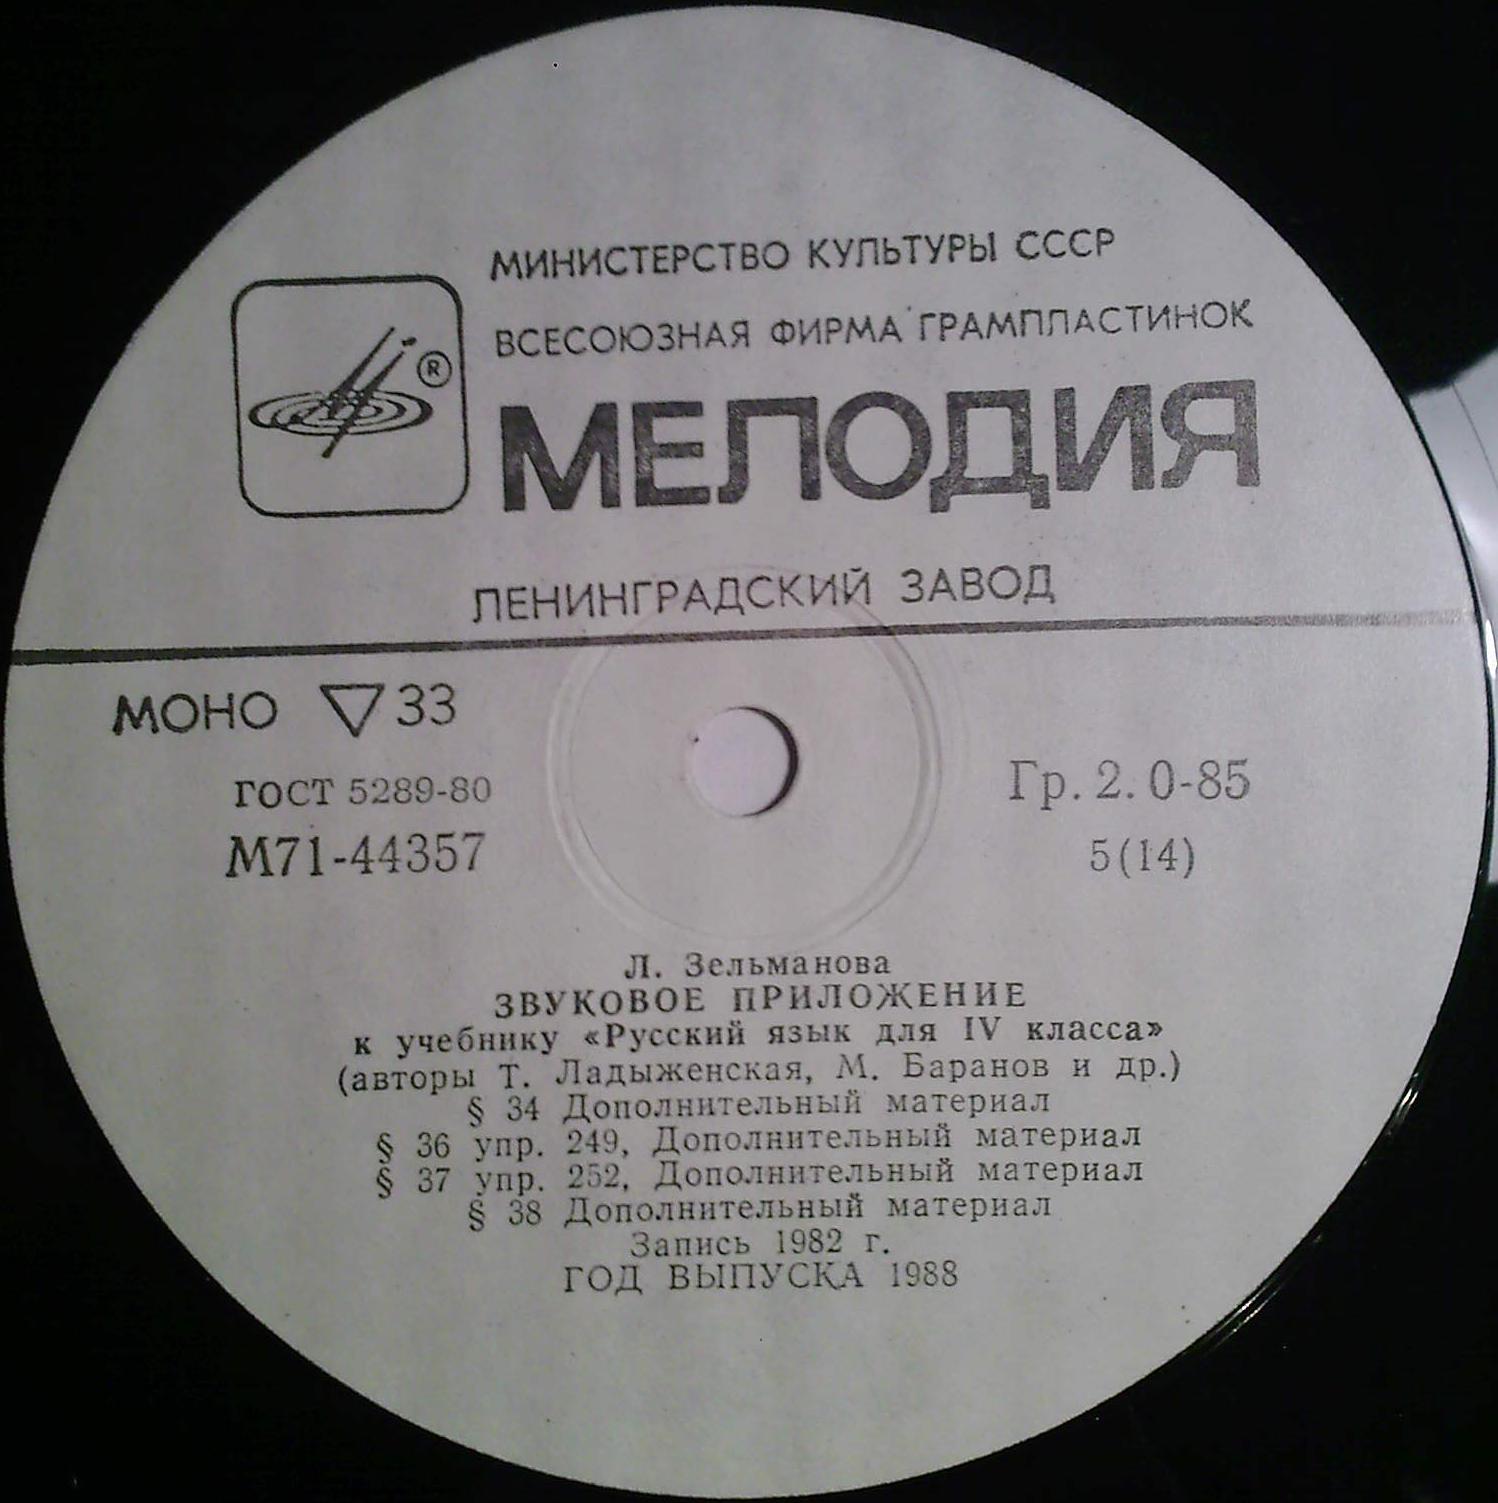 МИНИСТЕРСТВО КУЛЬТУРЫ СССР
ВСЕСОЮЗНАЯ ФИРМА ГРАМПЛАСТИНОК
®
МЕЛОДИЯ
ЛЕНИНГРАДСКИЙ ЗАВОД
МОНО ▽ 33
ГОСТ 5289-80
Гр. 2. 0-85
М71-44357
5(14)
Л. Зельманова
ЗВУКОВОЕ ПРИЛОЖЕНИЕ
к учебнику «Русский язык для IV класса»
(авторы Т. Ладыженская, М. Баранов и др.)
§ 34 Дополнительный материал
§ 36 упр. 249, Дополнительный материал
§ 37 упр. 252, Дополнительный материал
§ 38 Дополнительный материал
Запись 1982 г.
ГОД ВЫПУСКА 1988